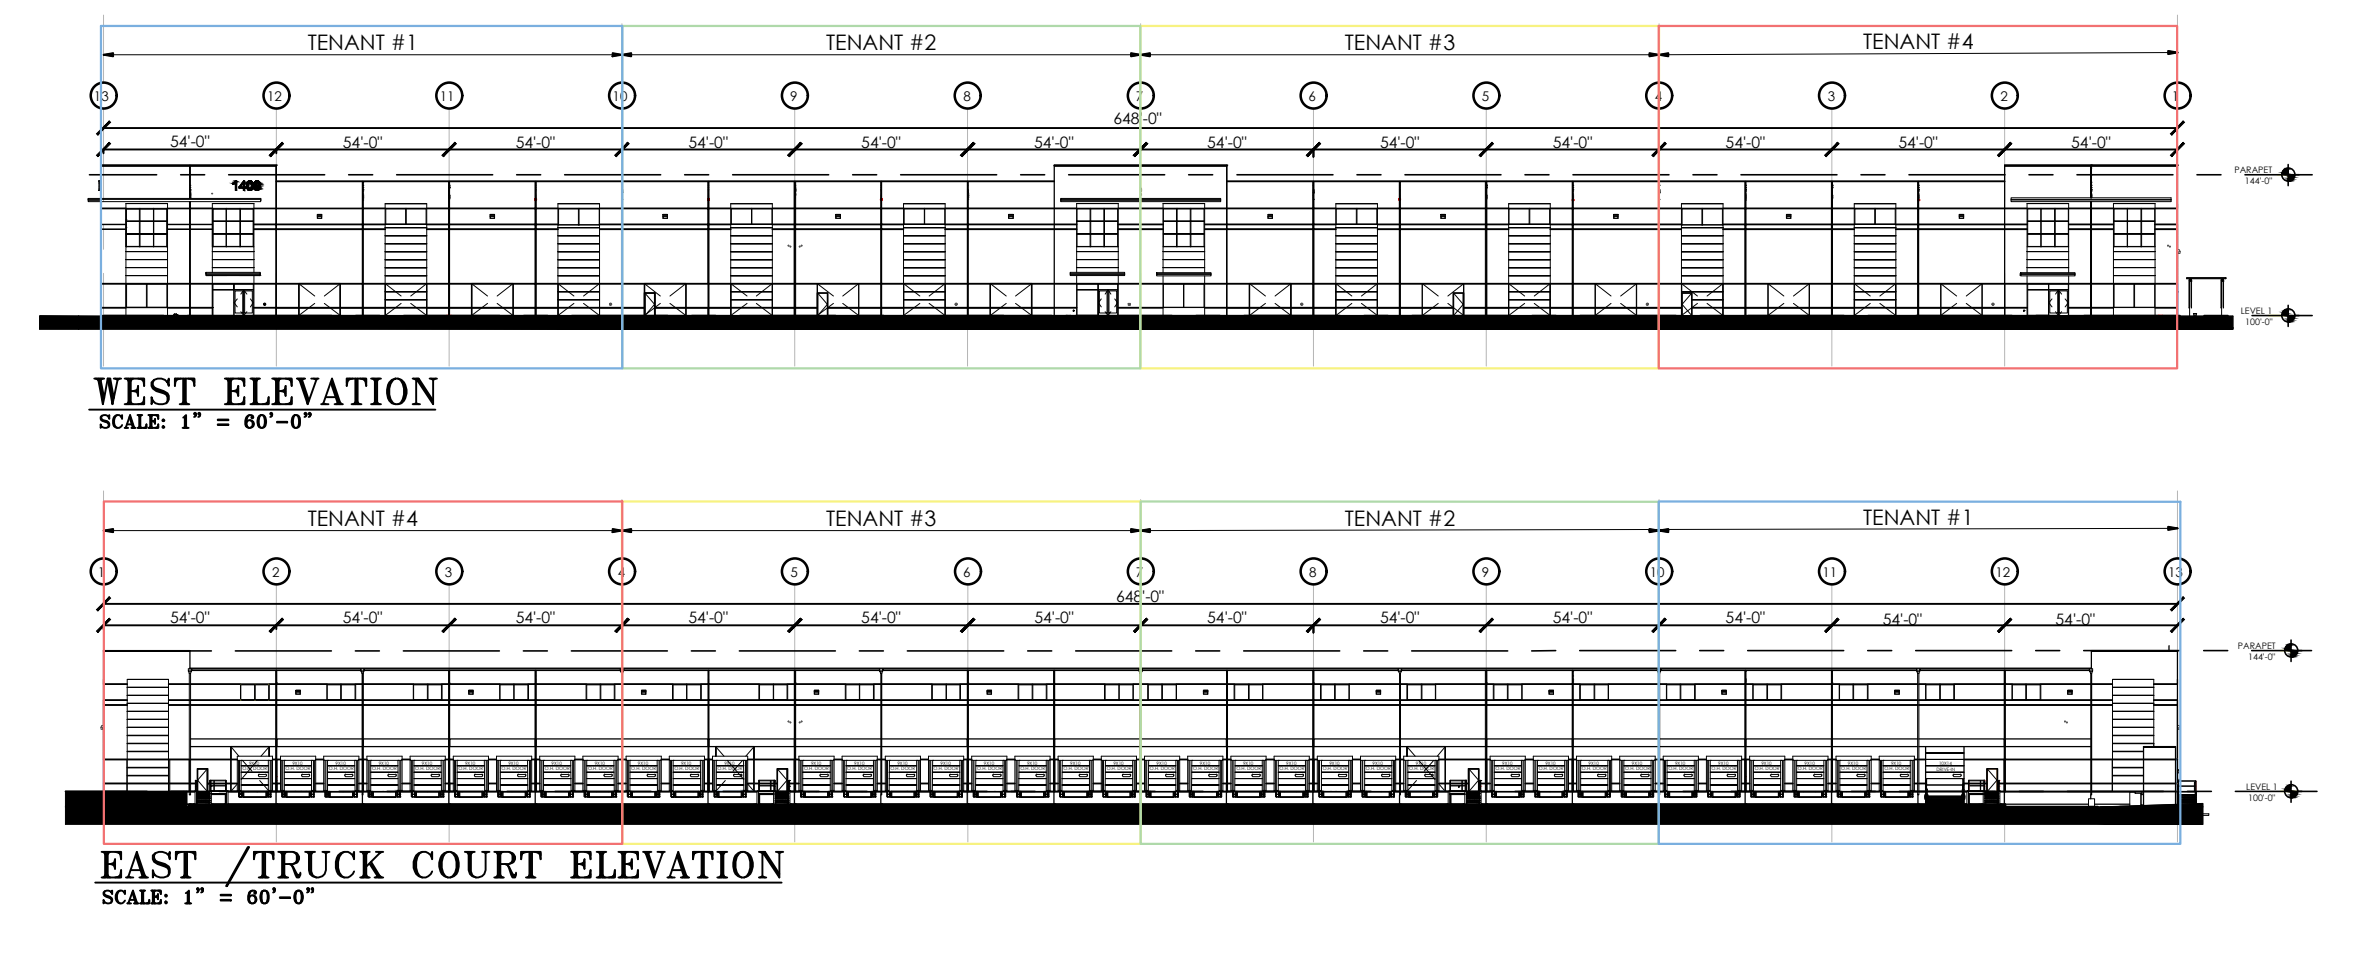 TENANT #1 TENANT #2 TENANT #3 TENANT #4
13 12 11 10 9 8 7 6 5 4 3 2 1
648'-0"
54'-0" 54'-0" 54'-0" 54'-0" 54'-0" 54'-0" 54'-0" 54'-0" 54'-0" 54'-0" 54'-0" 54'-0"
PARAPET
144'-0"
LEVEL 1
100'-0"
WEST ELEVATION
SCALE: 1" = 60'-0"
TENANT #4 TENANT #3 TENANT #2 TENANT #1
1 2 3 4 5 6 7 8 9 10 11 12 13
648'-0"
54'-0" 54'-0" 54'-0" 54'-0" 54'-0" 54'-0" 54'-0" 54'-0" 54'-0" 54'-0" 54'-0" 54'-0"
PARAPET
144'-0"
LEVEL 1
100'-0"
EAST /TRUCK COURT ELEVATION
SCALE: 1" = 60'-0"